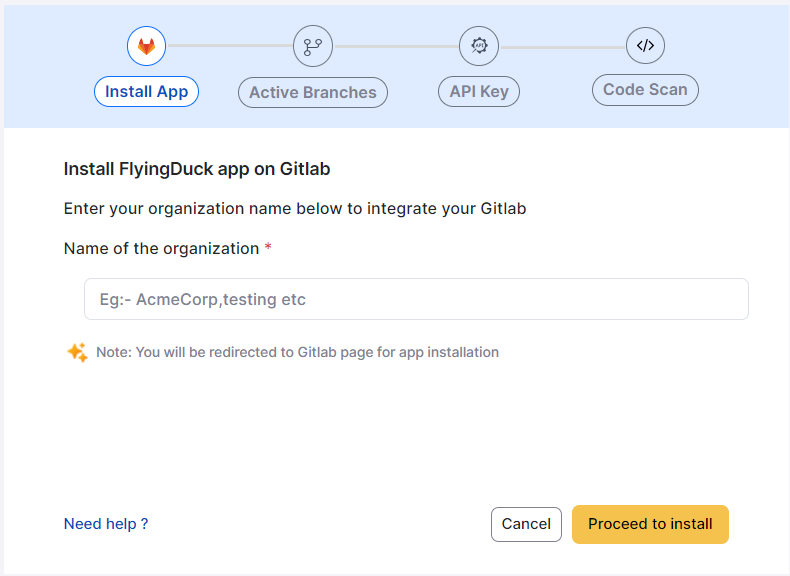 Install App
Active Branches
API
API Key
</>
Code Scan
Install FlyingDuck app on Gitlab
Enter your organization name below to integrate your Gitlab
Name of the organization *
Eg:- AcmeCorp,testing etc
Note: You will be redirected to Gitlab page for app installation
Need help ?
Cancel
Proceed to install